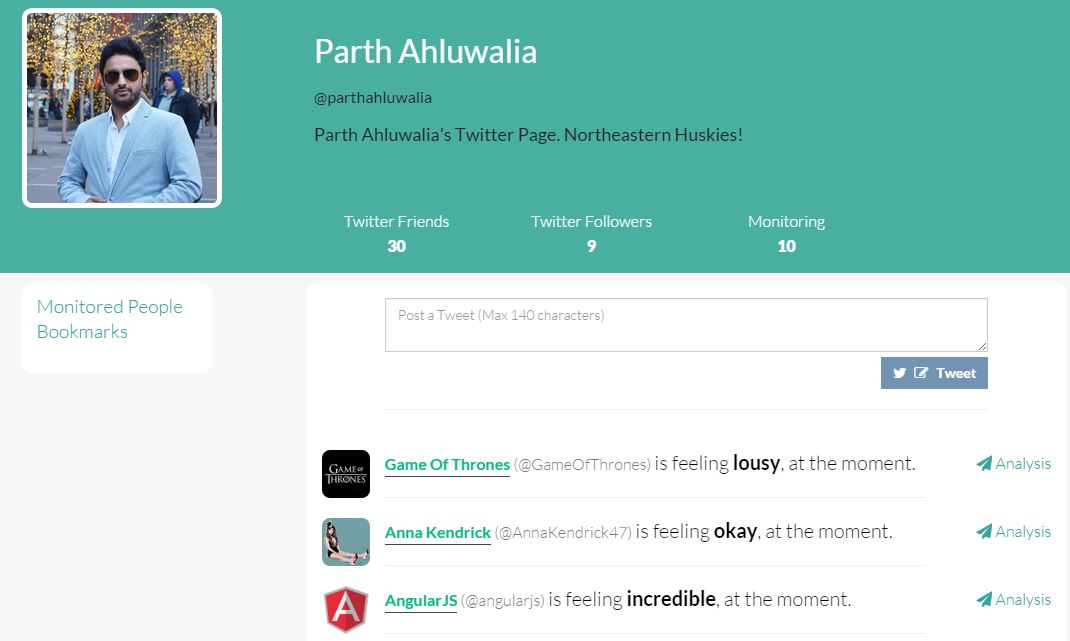 Parth Ahluwalia
@parthahluwalia
Parth Ahluwalia's Twitter Page. Northeastern Huskies!
Twitter Friends
30
Twitter Followers
9
Monitoring
10
Monitored People
Bookmarks
Post a Tweet (Max 140 characters)
Tweet
GAME OF
THRONES
Game Of Thrones (@GameOfThrones) is feeling lousy, at the moment.
Analysis
Anna Kendrick (@AnnaKendrick47) is feeling okay, at the moment.
Analysis
A
AngularJS (@angularjs) is feeling incredible, at the moment.
Analysis